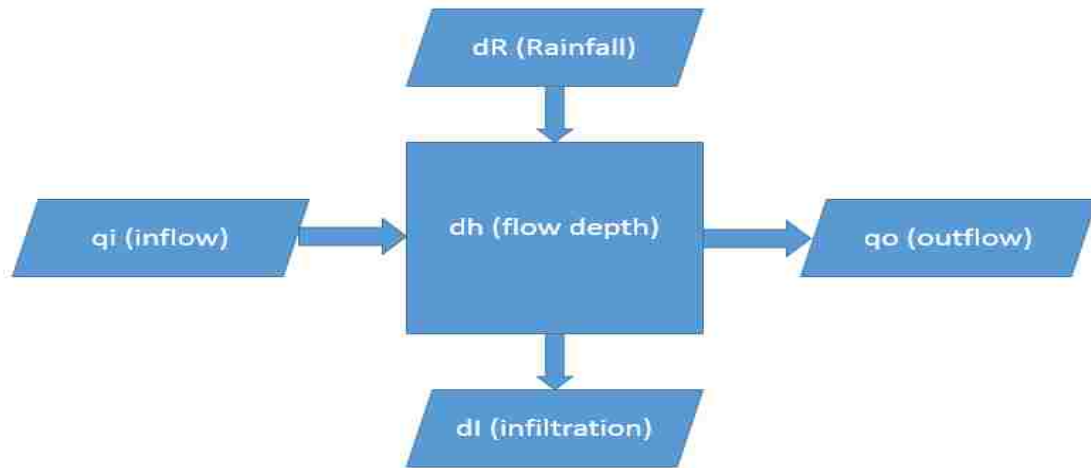 dR (Rainfall)
qi (inflow)
dh (flow depth)
qo (outflow)
dI (infiltration)